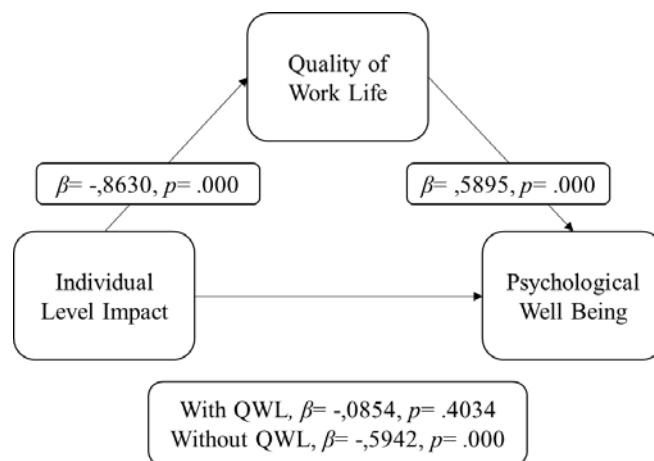 Quality of
Work Life
β= -,8630, p= .000
β= ,5895, p= .000
Individual
Level Impact
Psychological
Well Being
With QWL, β= -,0854, p= .4034
Without QWL, β= -,5942, p= .000